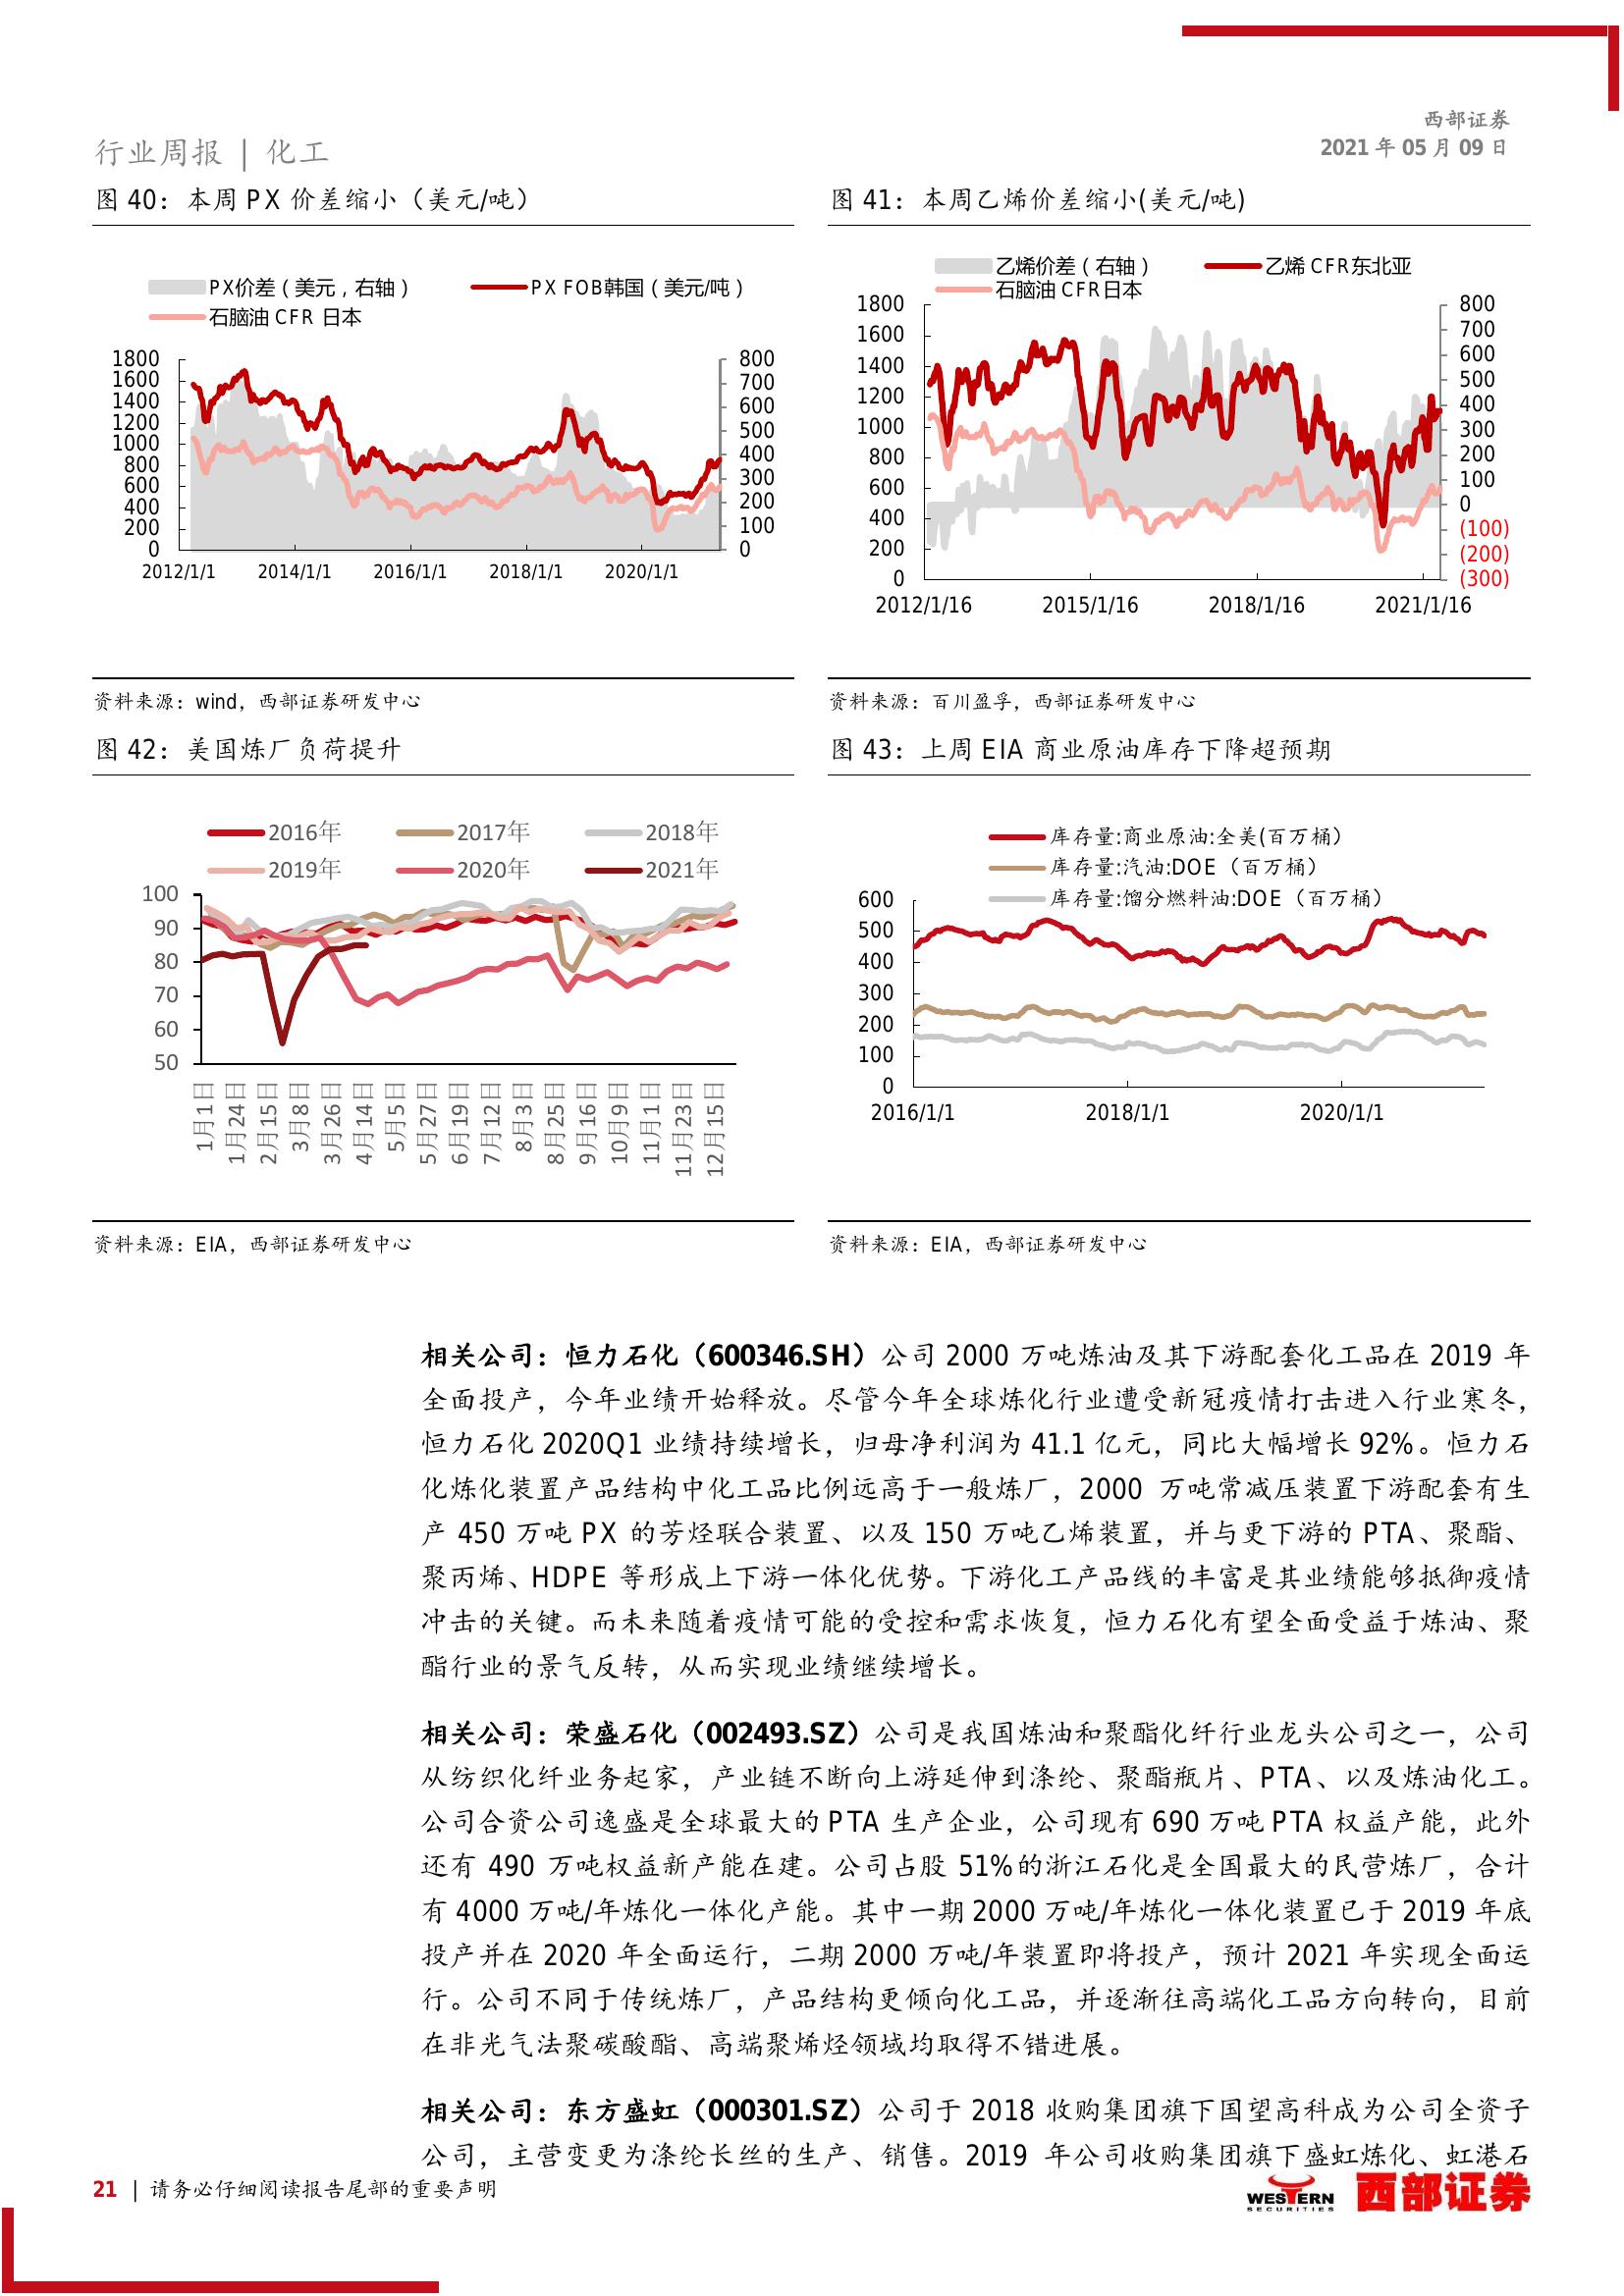 西部证券
2021 年 05 月 09 日
行业周报 | 化工
图 40：本周 PX 价差缩小（美元/吨）
PX价差（美元，右轴）
PX FOB韩国（美元/吨）
石脑油 CFR 日本
1800
1600
1400
1200
1000
800
600
400
200
0
800
700
600
500
400
300
200
100
0
2012/1/1
2014/1/1
2016/1/1
2018/1/1
2020/1/1
资料来源：wind，西部证券研发中心
图 41：本周乙烯价差缩小(美元/吨)
乙烯价差（右轴）
乙烯 CFR东北亚
石脑油 CFR日本
1800
1600
1400
1200
1000
800
600
400
200
0
800
700
600
500
400
300
200
100
0
(100)
(200)
(300)
2012/1/16
2015/1/16
2018/1/16
2021/1/16
资料来源：百川盈孚，西部证券研发中心
图 42：美国炼厂负荷提升
2016年
2017年
2018年
2019年
2020年
2021年
100
90
80
70
60
50
1月1日
1月24日
2月15日
3月8日
3月26日
4月14日
5月5日
5月27日
6月19日
7月12日
8月3日
8月25日
9月16日
10月9日
11月1日
11月23日
12月15日
资料来源：EIA，西部证券研发中心
图 43：上周 EIA 商业原油库存下降超预期
库存量:商业原油:全美(百万桶）
库存量:汽油:DOE（百万桶）
库存量:馏分燃料油:DOE（百万桶）
600
500
400
300
200
100
0
2016/1/1
2018/1/1
2020/1/1
资料来源：EIA，西部证券研发中心
相关公司：恒力石化（600346.SH）公司 2000 万吨炼油及其下游配套化工品在 2019 年
全面投产，今年业绩开始释放。尽管今年全球炼化行业遭受新冠疫情打击进入行业寒冬，
恒力石化 2020Q1 业绩持续增长，归母净利润为 41.1 亿元，同比大幅增长 92%。恒力石
化炼化装置产品结构中化工品比例远高于一般炼厂，2000 万吨常减压装置下游配套有生
产 450 万吨 PX 的芳烃联合装置、以及 150 万吨乙烯装置，并与更下游的 PTA、聚酯、
聚丙烯、HDPE 等形成上下游一体化优势。下游化工产品线的丰富是其业绩能够抵御疫情
冲击的关键。而未来随着疫情可能的受控和需求恢复，恒力石化有望全面受益于炼油、聚
酯行业的景气反转，从而实现业绩继续增长。
相关公司：荣盛石化（002493.SZ）公司是我国炼油和聚酯化纤行业龙头公司之一，公司
从纺织化纤业务起家，产业链不断向上游延伸到涤纶、聚酯瓶片、PTA、以及炼油化工。
公司合资公司逸盛是全球最大的 PTA 生产企业，公司现有 690 万吨 PTA 权益产能，此外
还有 490 万吨权益新产能在建。公司占股 51%的浙江石化是全国最大的民营炼厂，合计
有 4000 万吨/年炼化一体化产能。其中一期 2000 万吨/年炼化一体化装置已于 2019 年底
投产并在 2020 年全面运行，二期 2000 万吨/年装置即将投产，预计 2021 年实现全面运
行。公司不同于传统炼厂，产品结构更倾向化工品，并逐渐往高端化工品方向转向，目前
在非光气法聚碳酸酯、高端聚烯烃领域均取得不错进展。
相关公司：东方盛虹（000301.SZ）公司于 2018 收购集团旗下国望高科成为公司全资子
公司，主营变更为涤纶长丝的生产、销售。2019 年公司收购集团旗下盛虹炼化、虹港石
21 | 请务必仔细阅读报告尾部的重要声明
WESTERN
SECURITIES
西部证券